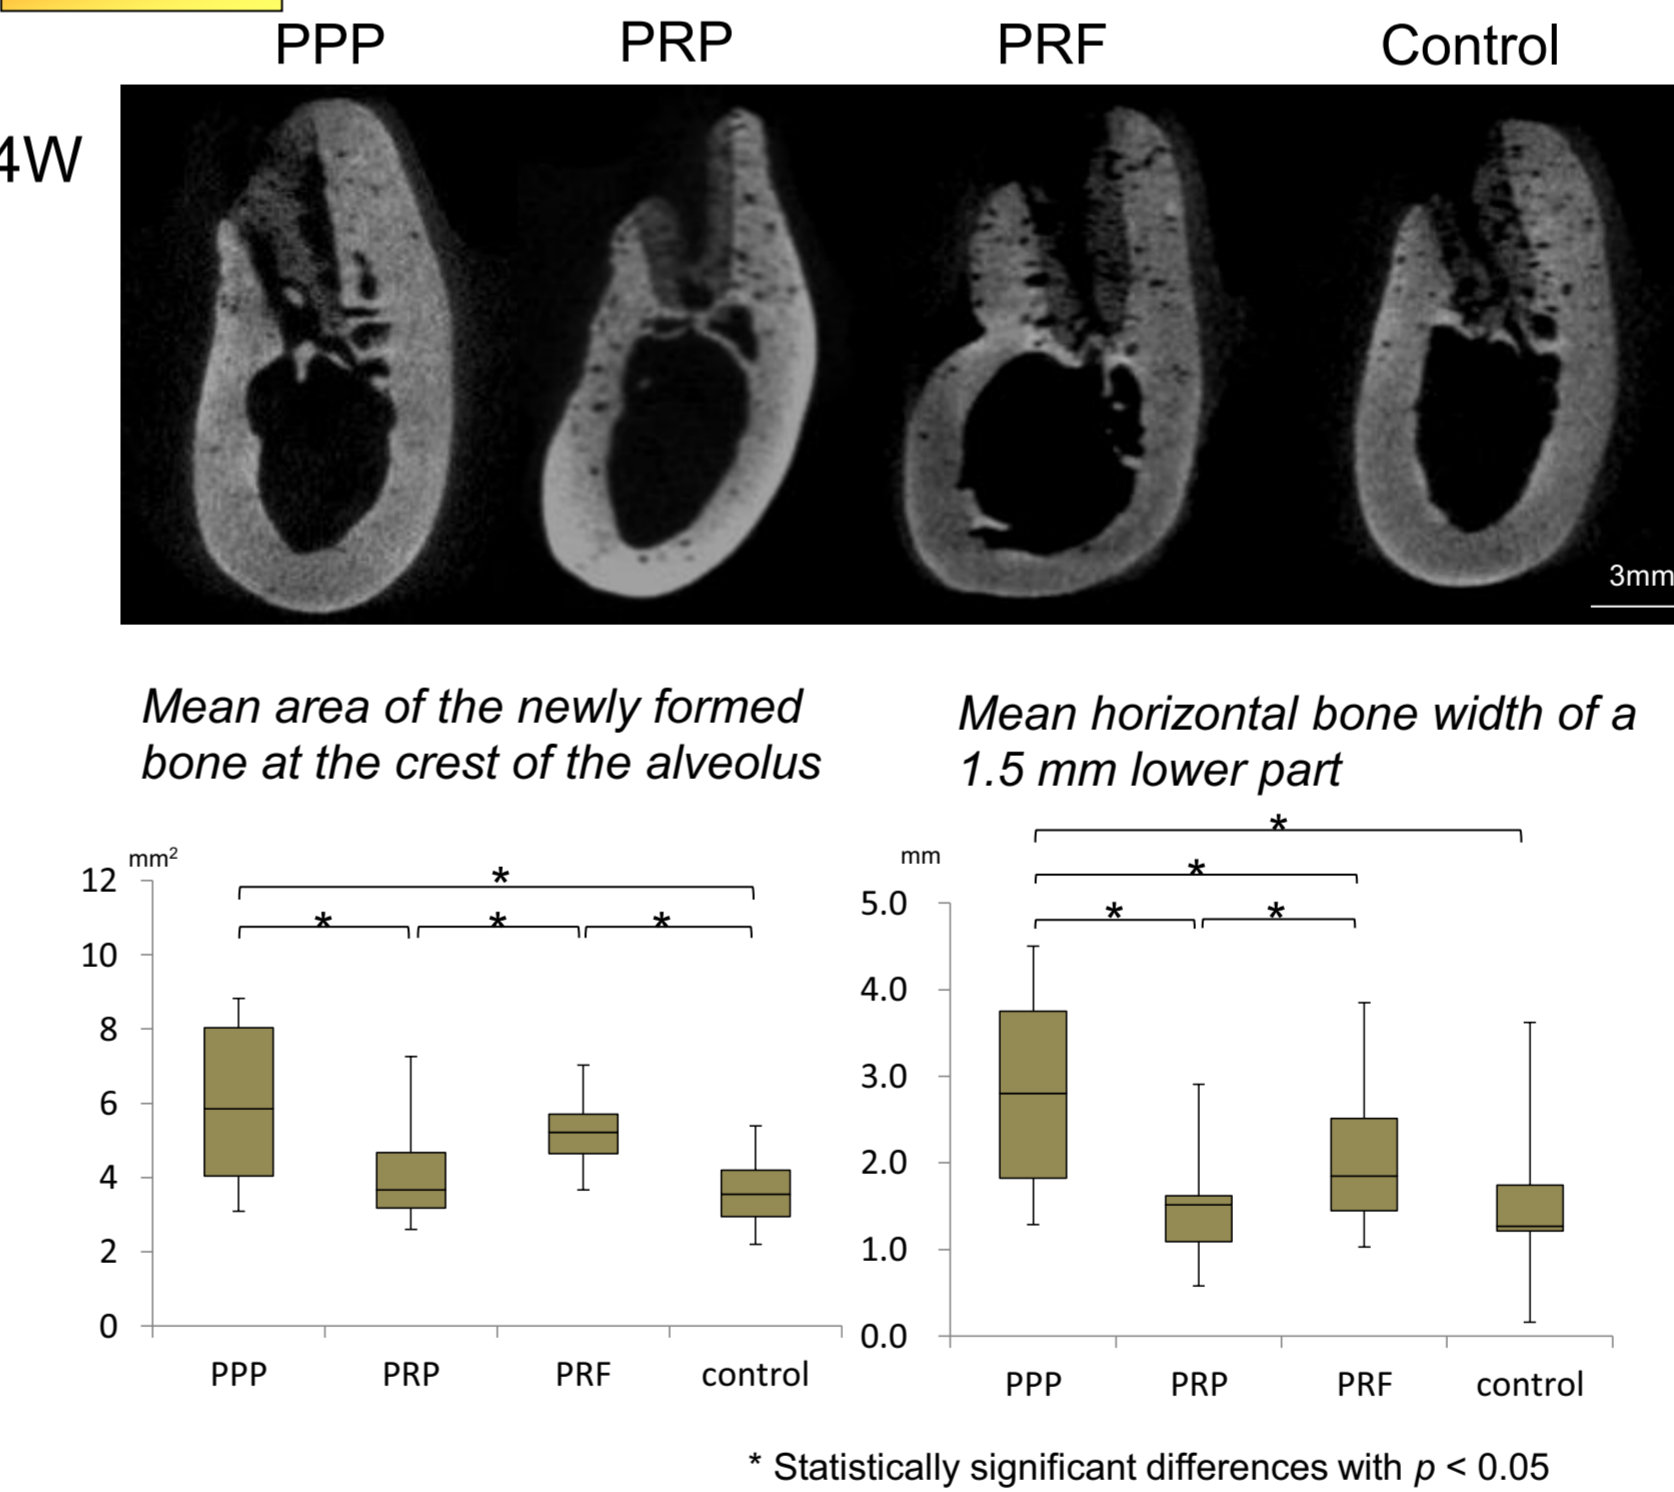 PPP PRP PRF Control
4W
3mm
Mean area of the newly formed
bone at the crest of the alveolus
Mean horizontal bone width of a
1.5 mm lower part
mm²
12
10
8
6
4
2
0
* * * *
PPP PRP PRF control
mm
5.0
4.0
3.0
2.0
1.0
0.0
* * * *
PPP PRP PRF control
* Statistically significant differences with p < 0.05